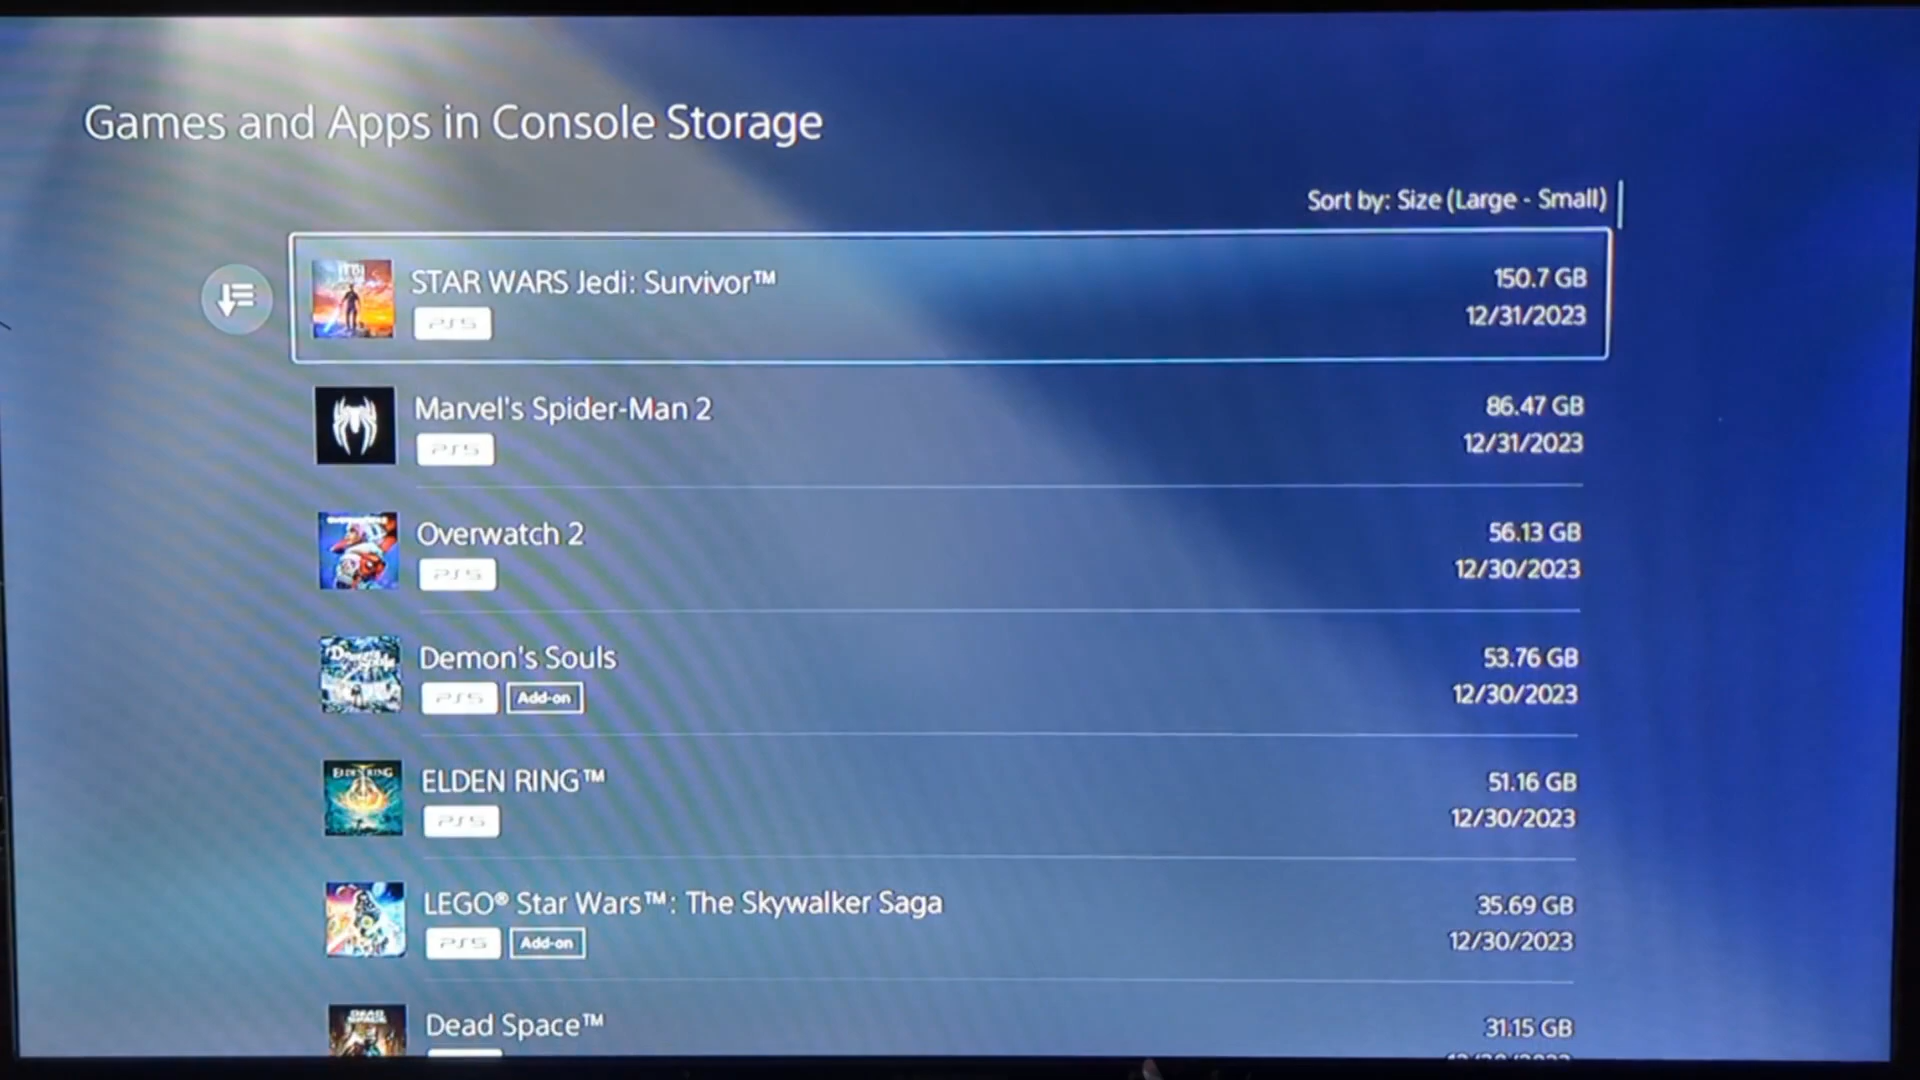 Games and Apps in Console Storage
Sort by: Size (Large - Small)
STAR WARS Jedi: Survivor™
150.7 GB
PS5
12/31/2023
Marvel's Spider-Man 2
86.47 GB
PS5
12/31/2023
Overwatch 2
56.13 GB
PS5
12/30/2023
Demon's Souls
53.76 GB
PS5 Add-on
12/30/2023
ELDEN RING
ELDEN RING™
51.16 GB
PS5
12/30/2023
LEGO® Star Wars™: The Skywalker Saga
35.69 GB
PS5 Add-on
12/30/2023
DEAD SPACE
Dead Space™
31.15 GB